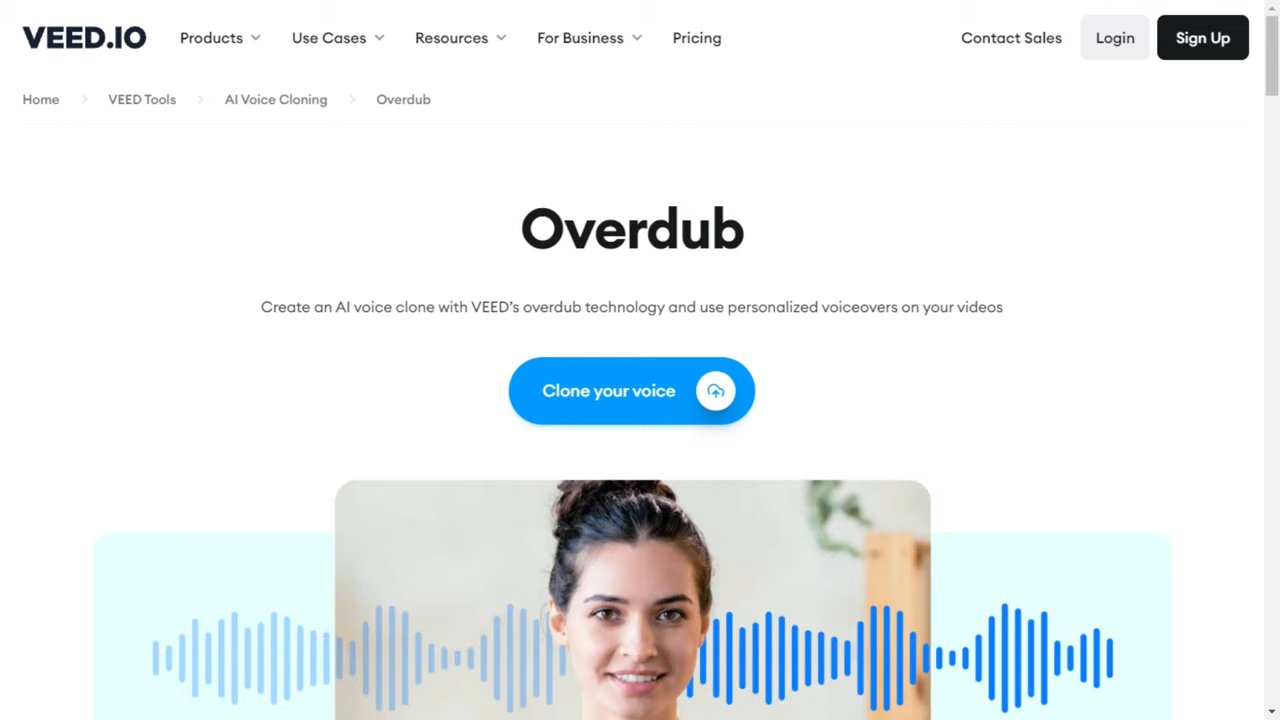 VEED.IO Products Use Cases Resources For Business Pricing Contact Sales Login Sign Up
Home VEED Tools AI Voice Cloning Overdub
Overdub
Create an AI voice clone with VEED’s overdub technology and use personalized voiceovers on your videos
Clone your voice